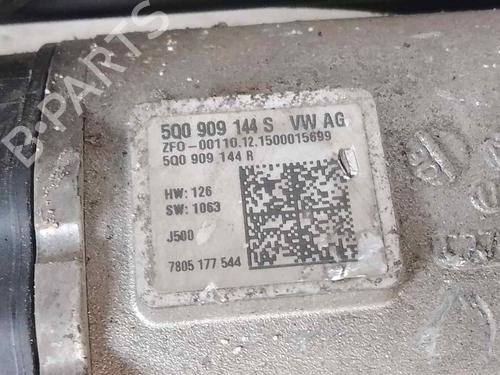 B-PARTS
5Q0 909 144 S VW AG
ZFO-00110.12.1500015699
5Q0 909 144 R
HW: 126
SW: 1063
J500
7805 177 544